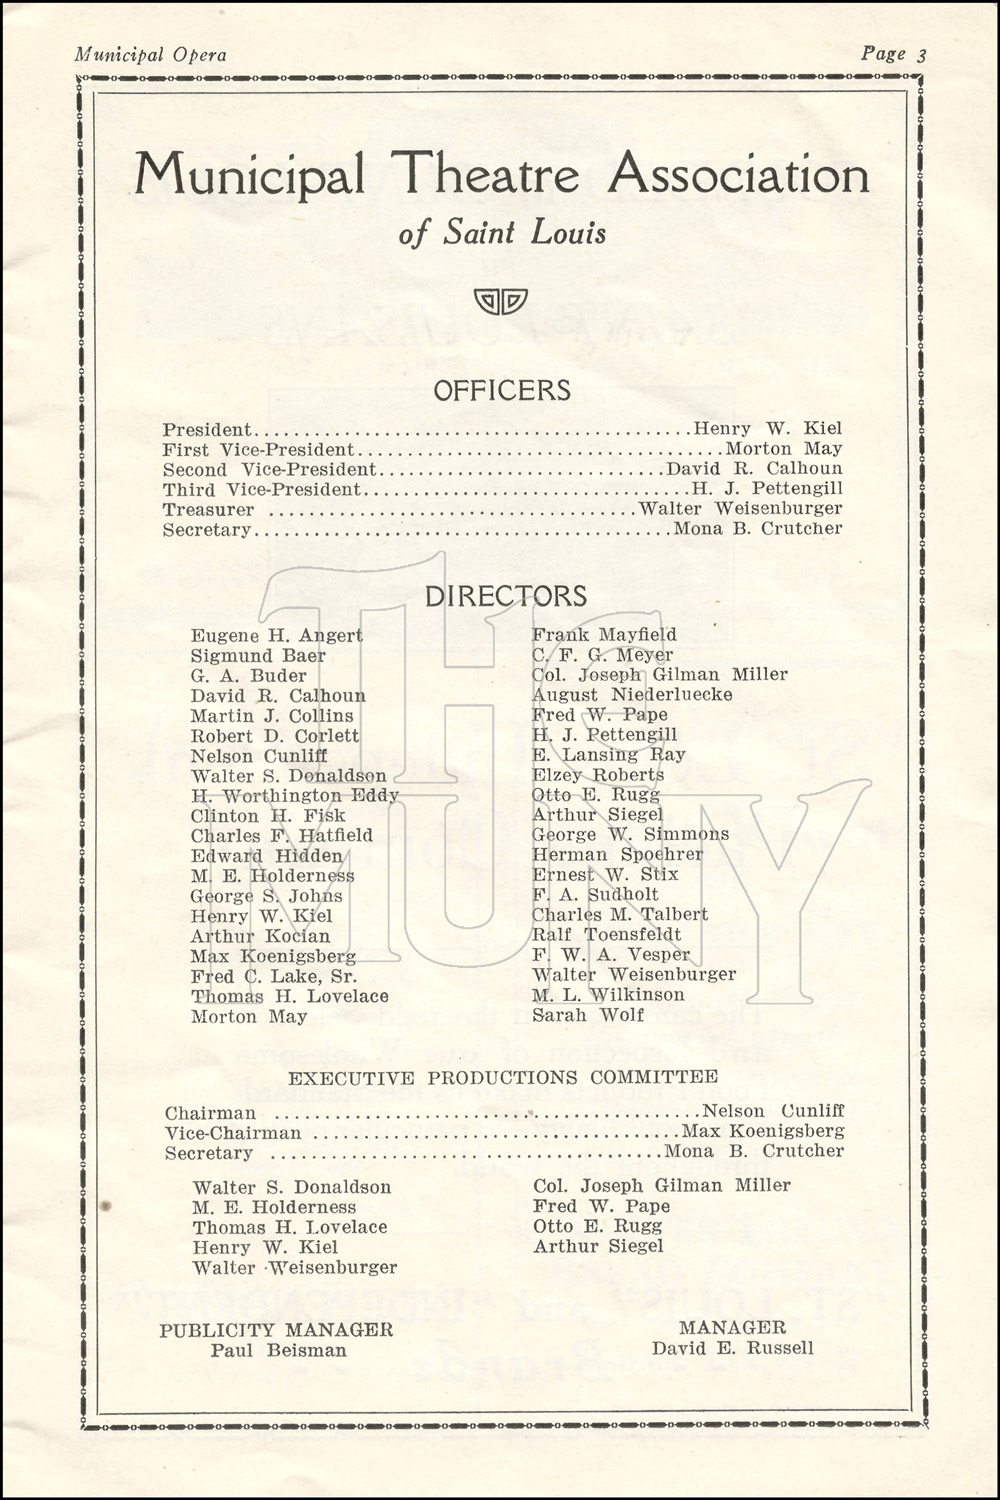 Municipal Opera
Page 3
Municipal Theatre Association
of Saint Louis
OFFICERS
President........................................Henry W. Kiel
First Vice-President..................................Morton May
Second Vice-President..........................David R. Calhoun
Third Vice-President..............................H. J. Pettengill
Treasurer ..................................Walter Weisenburger
Secretary......................................Mona B. Crutcher
DIRECTORS
Eugene H. Angert
Sigmund Baer
G. A. Buder
David R. Calhoun
Martin J. Collins
Robert D. Corlett
Nelson Cunliff
Walter S. Donaldson
H. Worthington Eddy
Clinton H. Fisk
Charles F. Hatfield
Edward Hidden
M. E. Holderness
George S. Johns
Henry W. Kiel
Arthur Kocian
Max Koenigsberg
Fred C. Lake, Sr.
Thomas H. Lovelace
Morton May
Frank Mayfield
C. F. G. Meyer
Col. Joseph Gilman Miller
August Niederluecke
Fred W. Pape
H. J. Pettengill
E. Lansing Ray
Elzey Roberts
Otto E. Rugg
Arthur Siegel
George W. Simmons
Herman Spoehrer
Ernest W. Stix
F. A. Sudholt
Charles M. Talbert
Ralf Toensfeldt
F. W. A. Vesper
Walter Weisenburger
M. L. Wilkinson
Sarah Wolf
The
MUNY
EXECUTIVE PRODUCTIONS COMMITTEE
Chairman .......................................Nelson Cunliff
Vice-Chairman ..................................Max Koenigsberg
Secretary ....................................Mona B. Crutcher
Walter S. Donaldson
M. E. Holderness
Thomas H. Lovelace
Henry W. Kiel
Walter Weisenburger
Col. Joseph Gilman Miller
Fred W. Pape
Otto E. Rugg
Arthur Siegel
PUBLICITY MANAGER
Paul Beisman
MANAGER
David E. Russell